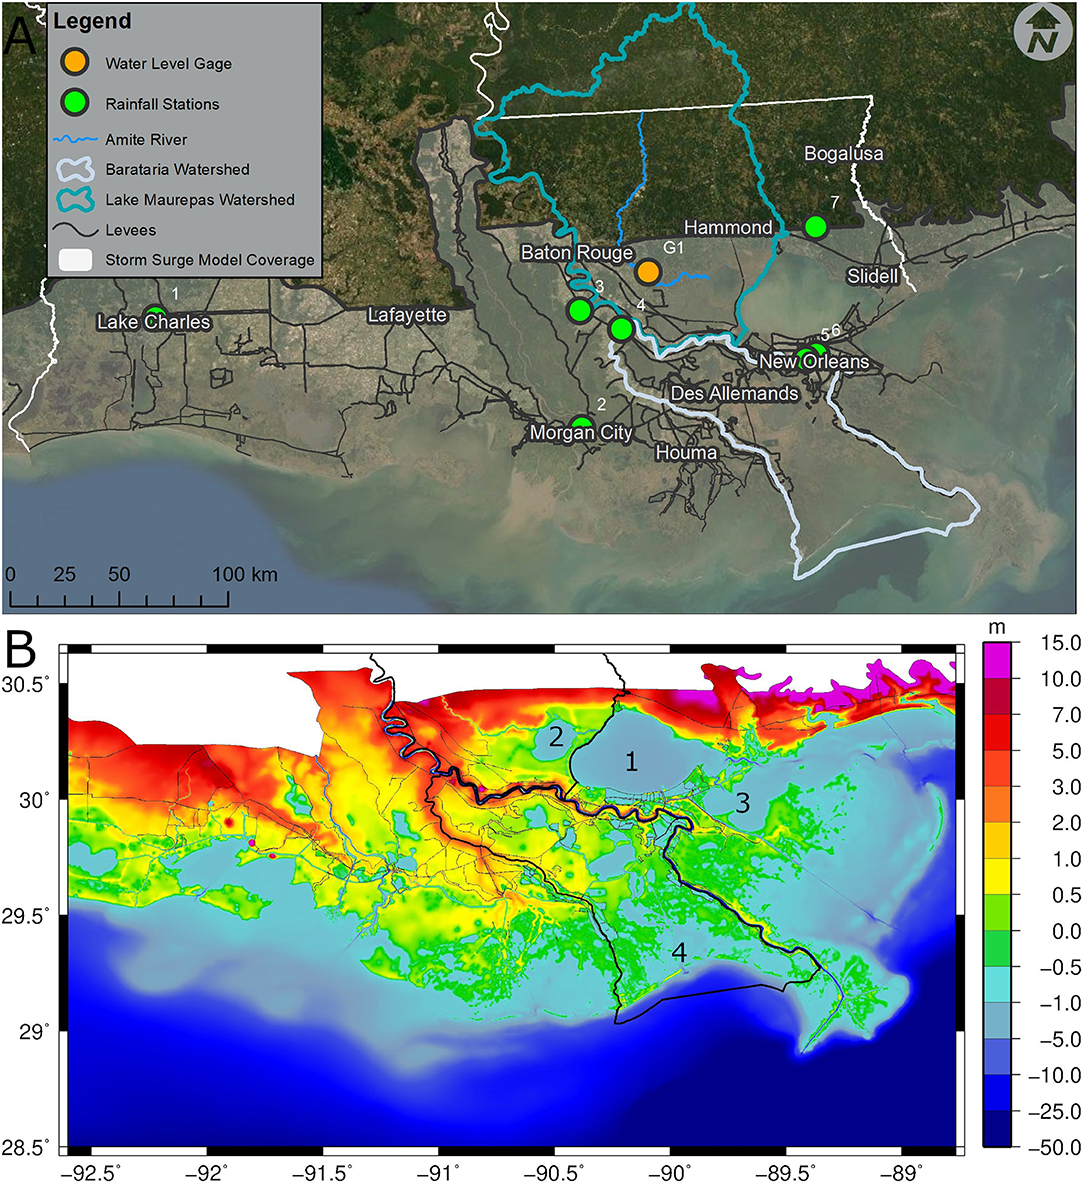 A
Legend
Water Level Gage
Rainfall Stations
Amite River
Barataria Watershed
Lake Maurepas Watershed
Levees
Storm Surge Model Coverage
N
Bogalusa
7
Hammond
G1
Baton Rouge
Slidell
3
1
4
Lake Charles
Lafayette
56
New Orleans
Des Allemands
2
Morgan City
Houma
0 25 50 100 km
B
m
15.0
10.0
7.0
5.0
3.0
2.0
1.0
0.5
0.0
−0.5
−1.0
−5.0
−10.0
−25.0
−50.0
30.5°
30°
29.5°
29°
28.5°
2
1
3
4
−92.5° −92° −91.5° −91° −90.5° −90° −89.5° −89°